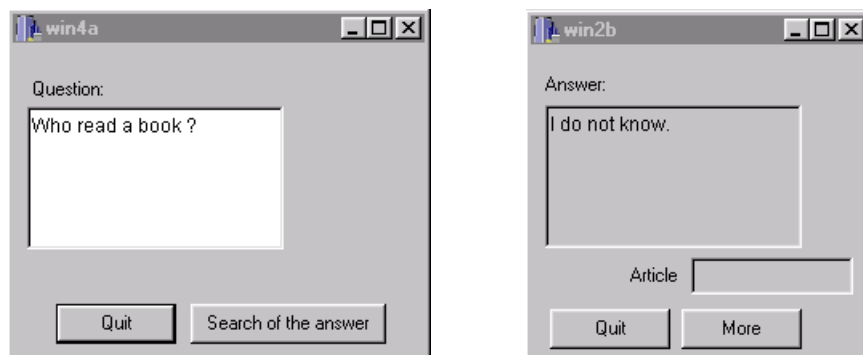 win4a
Question:
Who read a book ?
Quit
Search of the answer
win2b
Answer:
I do not know.
Article
Quit
More